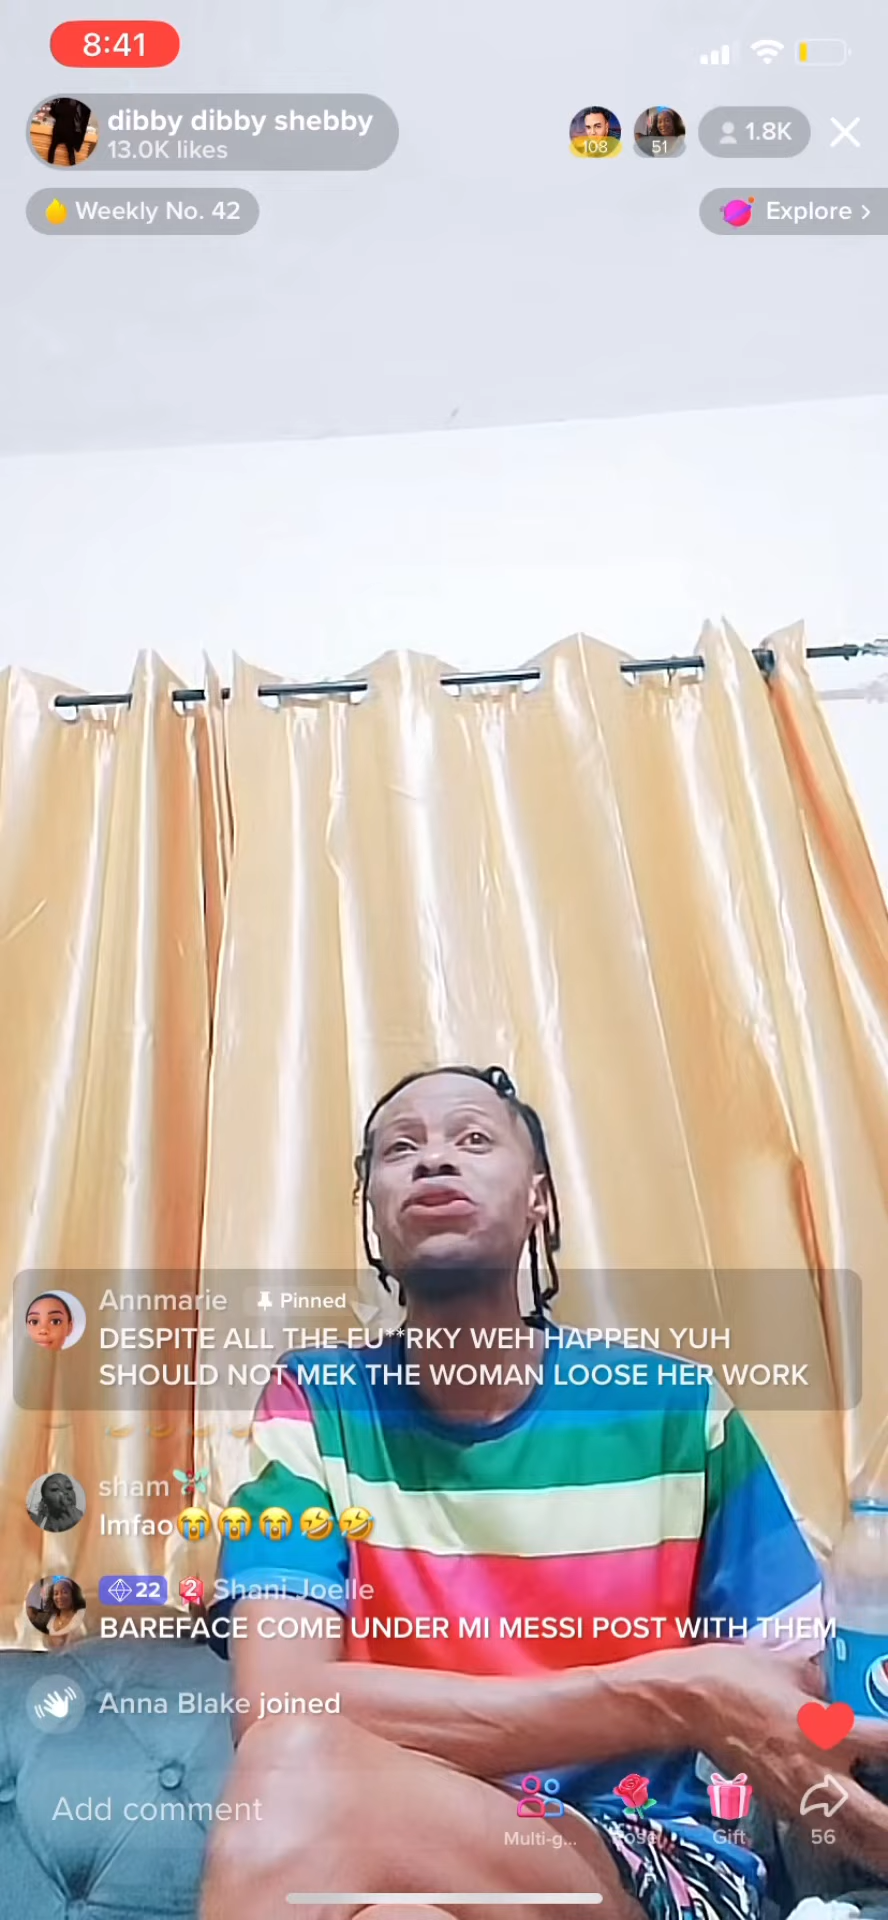 8:41
dibby dibby shebby
13.0K likes
108
51
1.8K
Weekly No. 42
Explore >
Annmarie Pinned
DESPITE ALL THE FU**RKY WEH HAPPEN YUH
SHOULD NOT MEK THE WOMAN LOOSE HER WORK
sham
lmfao😭😭😭🤣🤣
22 2 Shani Joelle
BAREFACE COME UNDER MI MESSI POST WITH THEM
Anna Blake joined
Add comment
Multi-g...
Rose
Gift
56